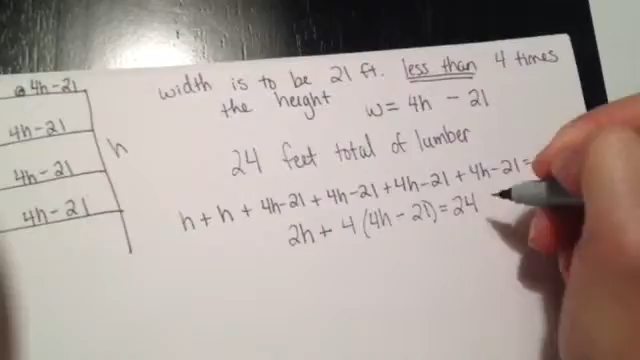 4h-21
4h-21
4h-21
4h-21
h
width is to be 21 ft. less than 4 times
the height w = 4h - 21
24 feet total of lumber
h + h + 4h-21 + 4h-21 + 4h-21 + 4h-21 =
2h + 4(4h - 21) = 24